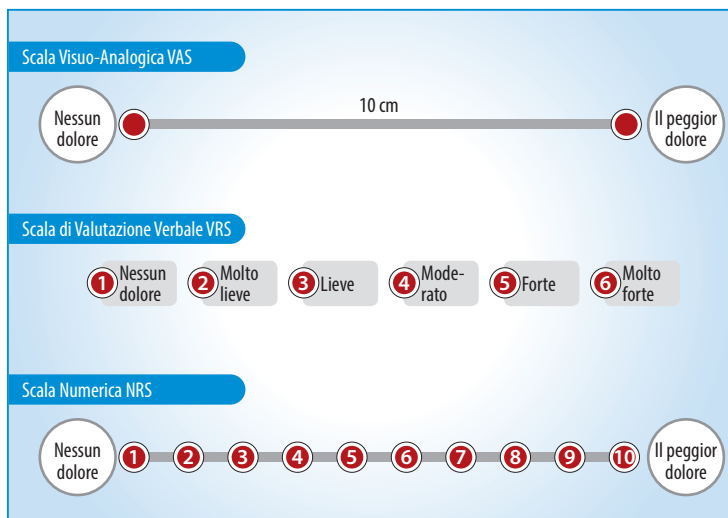 Scala Visuo-Analogica VAS
Nessun
dolore
10 cm
Il peggior
dolore
Scala di Valutazione Verbale VRS
1 Nessun
dolore
2 Molto
lieve
3 Lieve
4 Mode-
rato
5 Forte
6 Molto
forte
Scala Numerica NRS
Nessun
dolore
1 2 3 4 5 6 7 8 9 10
Il peggior
dolore